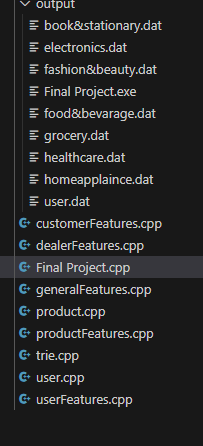 output
book&stationary.dat
electronics.dat
fashion&beauty.dat
Final Project.exe
food&bevarage.dat
grocery.dat
healthcare.dat
homeapplaince.dat
user.dat
customerFeatures.cpp
dealerFeatures.cpp
Final Project.cpp
generalFeatures.cpp
product.cpp
productFeatures.cpp
trie.cpp
user.cpp
userFeatures.cpp